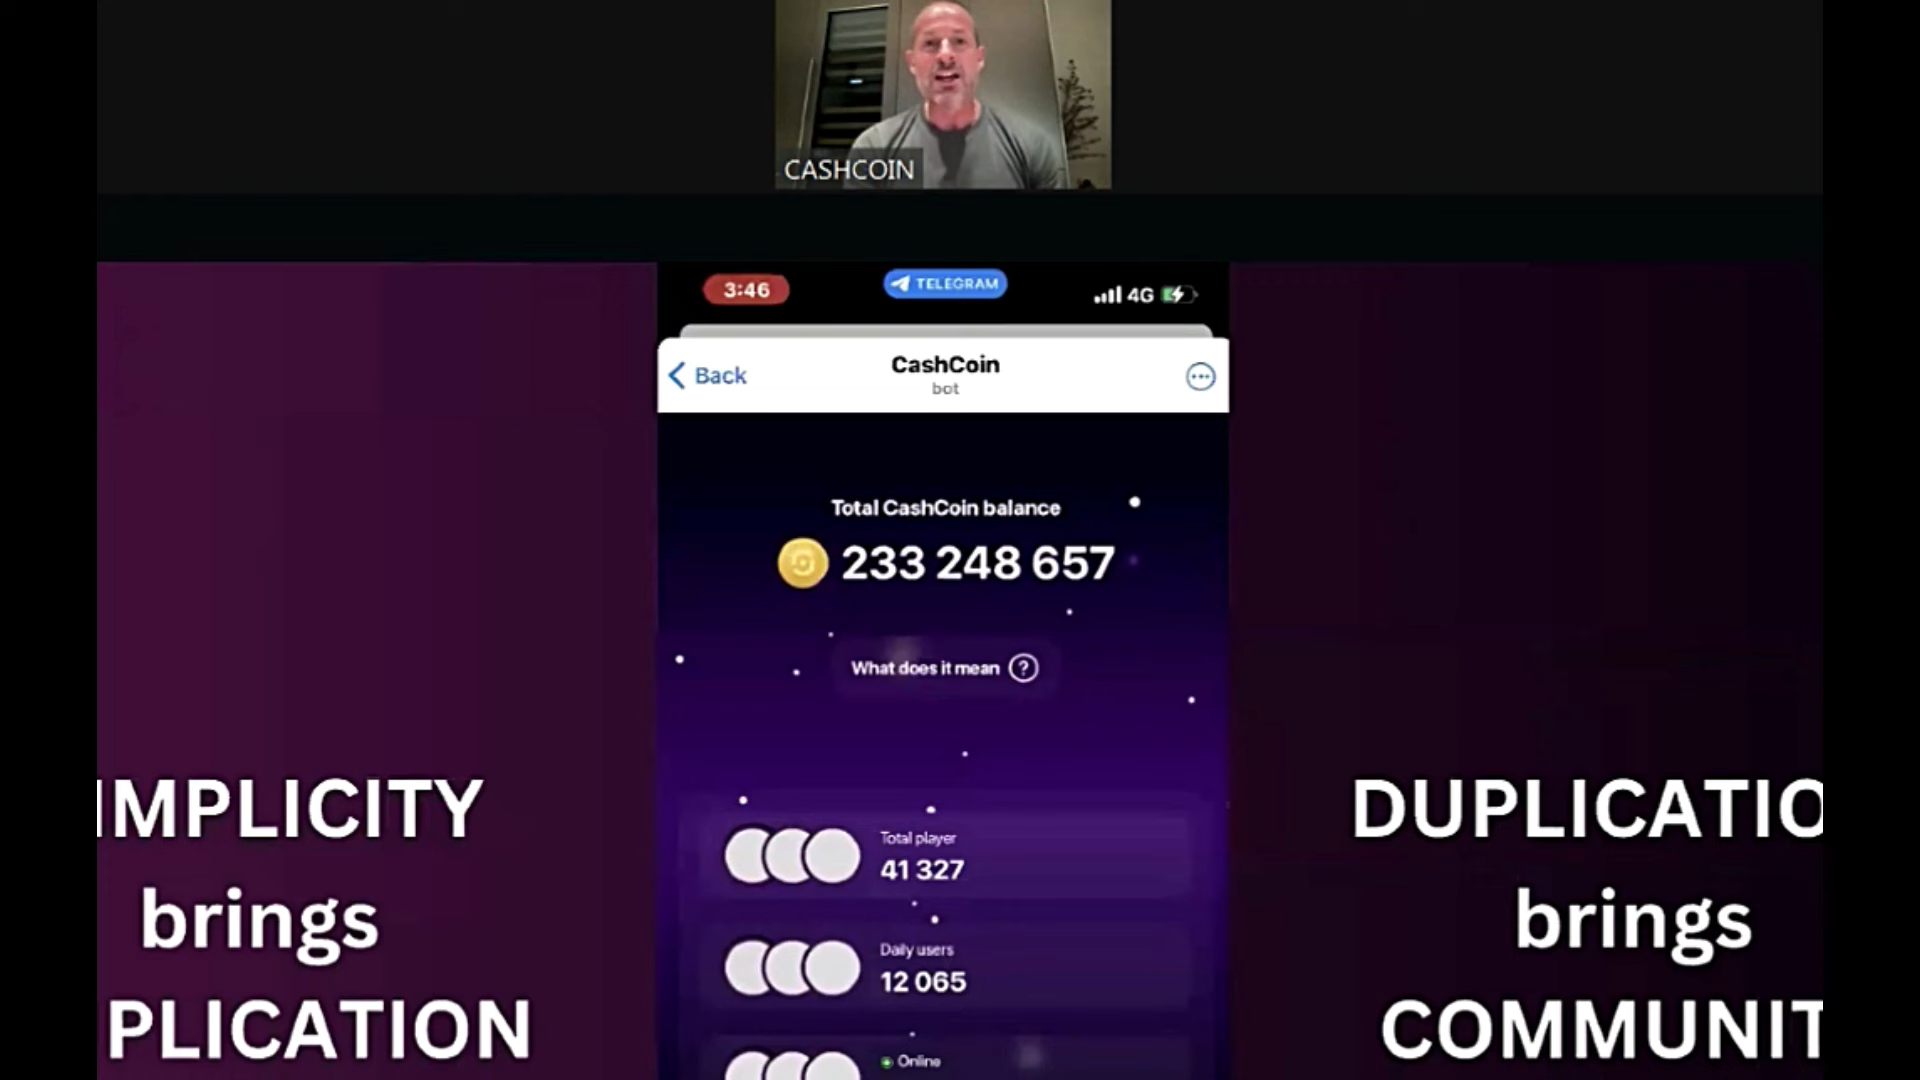 CASHCOIN
3:46
TELEGRAM
4G
Back
CashCoin
bot
Total CashCoin balance
233 248 657
What does it mean ?
Total player
41 327
Daily users
12 065
Online
IMPLICITY
brings
PLICATION
DUPLICATIO
brings
COMMUNIT